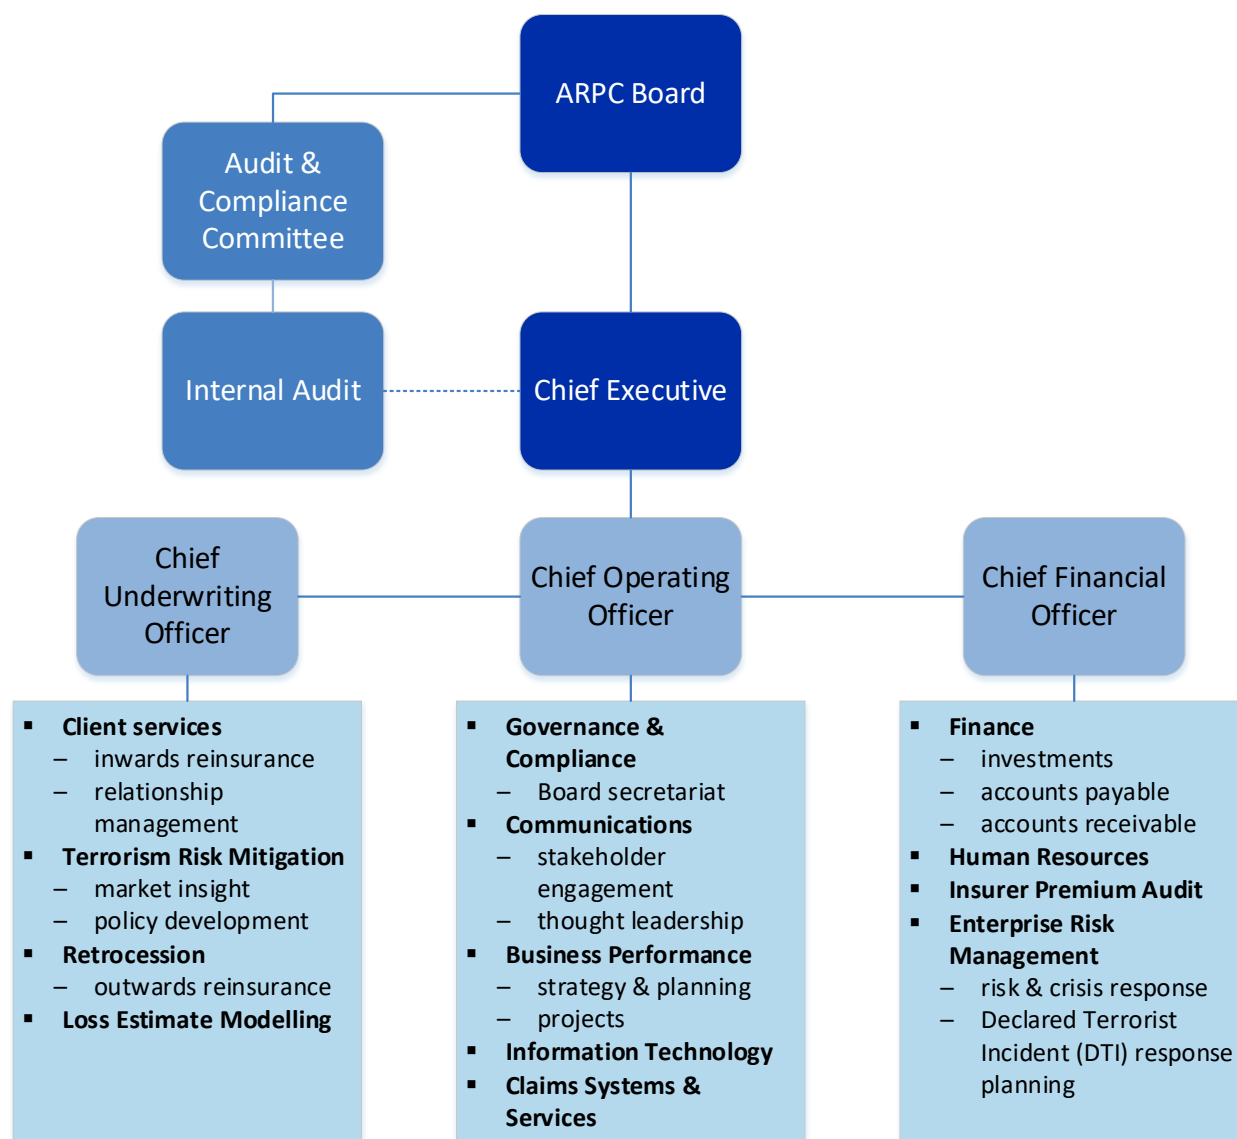 ARPC Board
Audit &
Compliance
Committee
Internal Audit
Chief Executive
Chief
Underwriting
Officer
Chief Operating
Officer
Chief Financial
Officer
▪ Client services
– inwards reinsurance
– relationship
management
▪ Terrorism Risk Mitigation
– market insight
– policy development
▪ Retrocession
– outwards reinsurance
▪ Loss Estimate Modelling
▪ Governance &
Compliance
– Board secretariat
▪ Communications
– stakeholder
engagement
– thought leadership
▪ Business Performance
– strategy & planning
– projects
▪ Information Technology
▪ Claims Systems &
Services
▪ Finance
– investments
– accounts payable
– accounts receivable
▪ Human Resources
▪ Insurer Premium Audit
▪ Enterprise Risk
Management
– risk & crisis response
– Declared Terrorist
Incident (DTI) response
planning